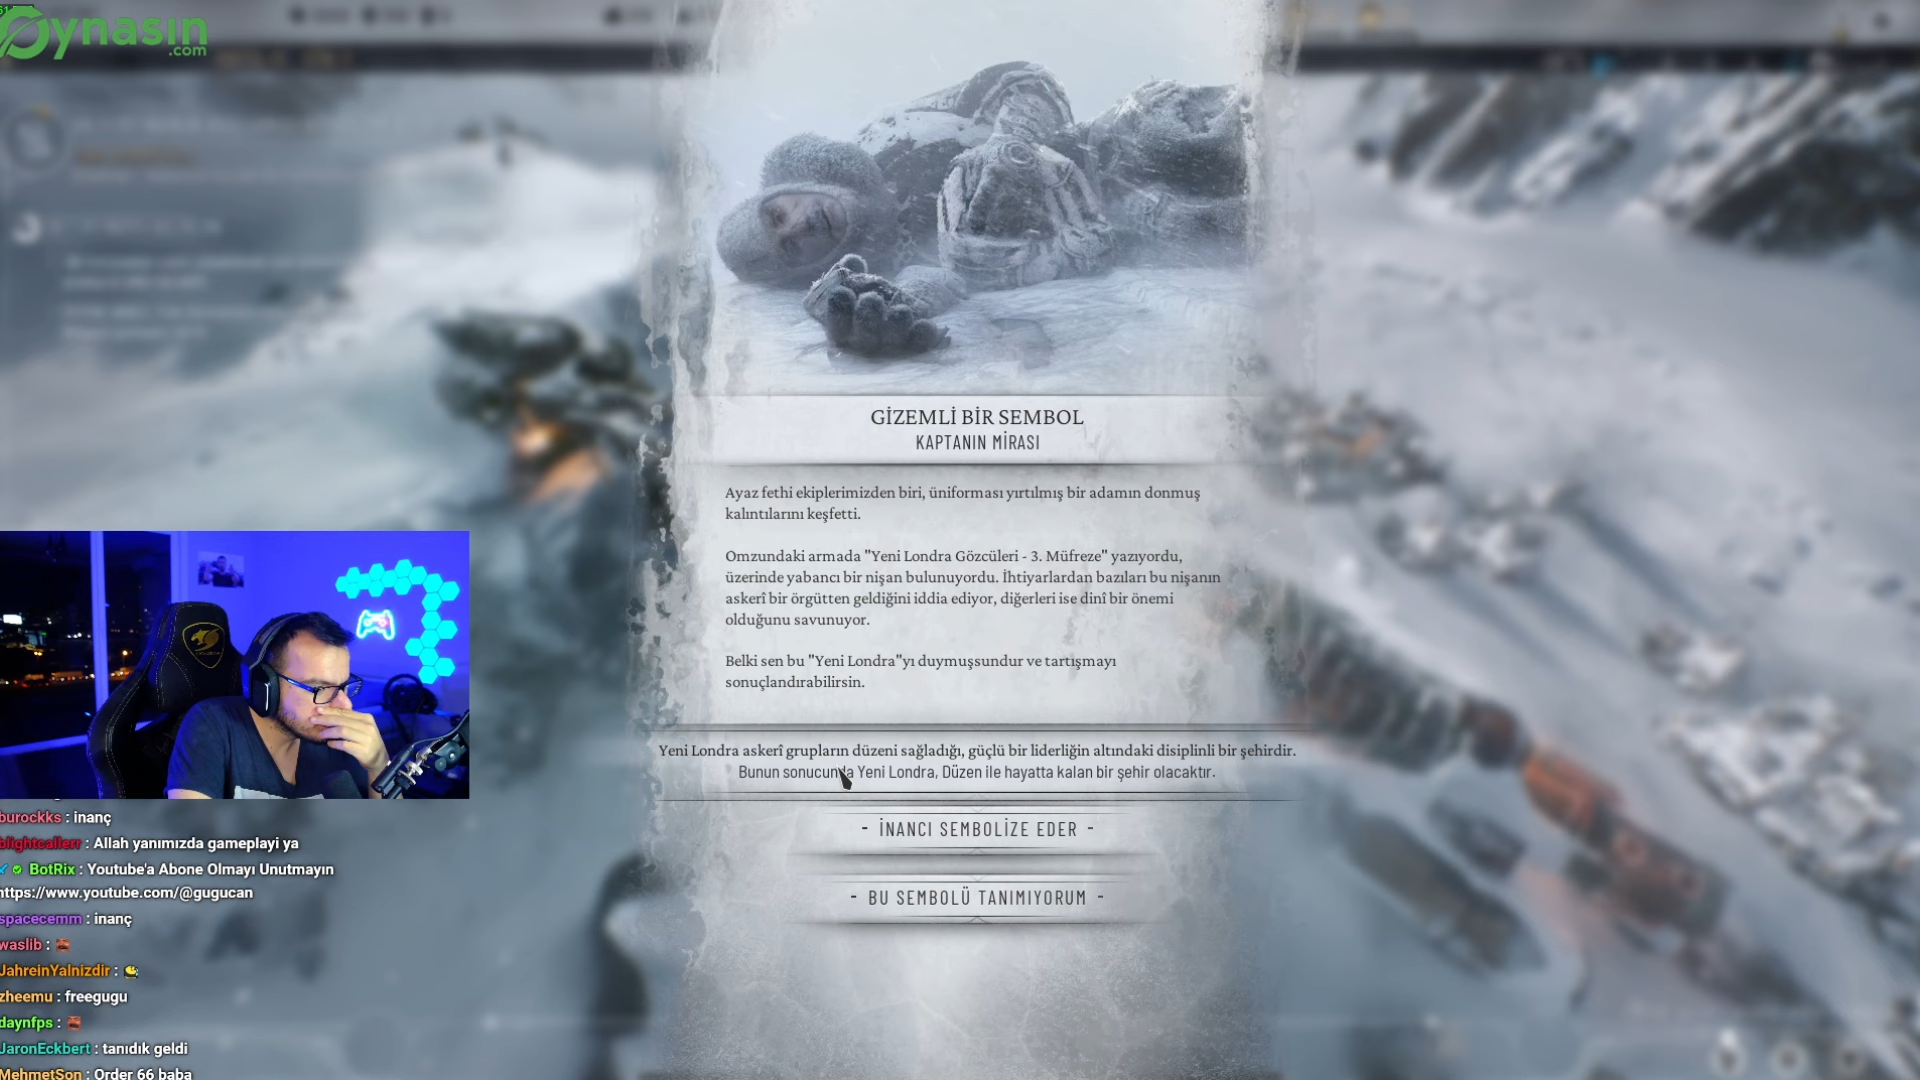 Oynasın
.com
GİZEMLİ BİR SEMBOL
KAPTANIN MİRASI
Ayaz fethi ekiplerimizden biri, üniforması yırtılmış bir adamın donmuş
kalıntılarını keşfetti.
Omzundaki armada "Yeni Londra Gözcüleri - 3. Müfreze" yazıyordu,
üzerinde yabancı bir nişan bulunuyordu. İhtiyarlardan bazıları bu nişanın
askerî bir örgütten geldiğini iddia ediyor, diğerleri ise dinî bir önemi
olduğunu savunuyor.
Belki sen bu "Yeni Londra"yı duymuşsundur ve tartışmayı
sonuçlandırabilirsin.
Yeni Londra askerî grupların düzeni sağladığı, güçlü bir liderliğin altındaki disiplinli bir şehirdir.
Bunun sonucunda Yeni Londra, Düzen ile hayatta kalan bir şehir olacaktır.
- İNANCI SEMBOLİZE EDER -
- BU SEMBOLÜ TANIMIYORUM -
burockks : inanç
blightcallerr : Allah yanımızda gameplayi ya
BotRix : Youtube'a Abone Olmayı Unutmayın
https://www.youtube.com/@gugucan
spacecemm : inanç
waslib :
JahreinYalnizdir :
zheemu : freegugu
daynfps :
JaronEckbert : tanıdık geldi
MehmetSon : Order 66 baba